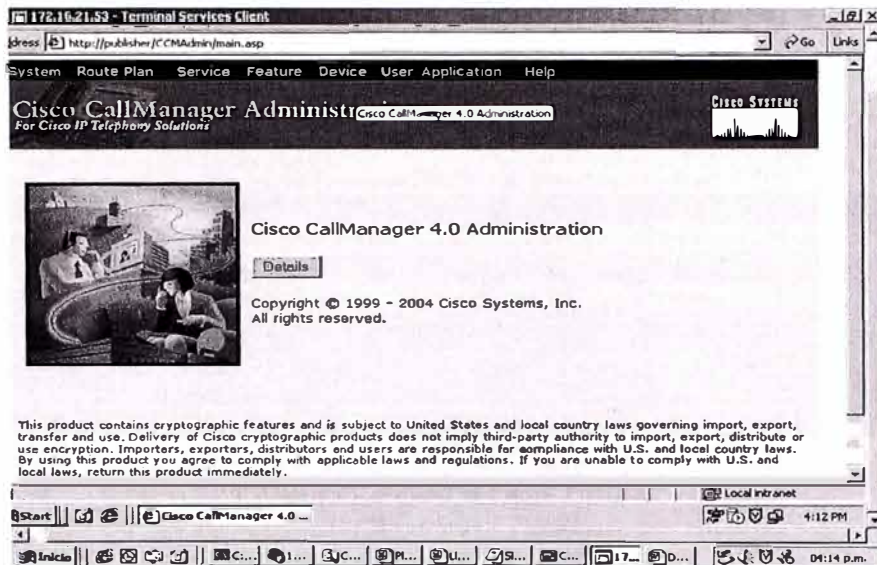 172.16.21.53 - Terminal Services Client
dress http://publisher/CCMAdmin/main.asp Go Links
System Route Plan Service Feature Device User Application Help
Cisco CallManager Administr
Cisco CallManager 4.0 Administration
For Cisco IP Telephony Solutions
CISCO SYSTEMS
Cisco CallManager 4.0 Administration
Details
Copyright © 1999 - 2004 Cisco Systems, Inc.
All rights reserved.
This product contains cryptographic features and is subject to United States and local country laws governing import, export,
transfer and use. Delivery of Cisco cryptographic products does not imply third-party authority to import, export, distribute or
use encryption. Importers, exporters, distributors and users are responsible for compliance with U.S. and local country laws.
By using this product you agree to comply with applicable laws and regulations. If you are unable to comply with U.S. and
local laws, return this product immediately.
Local intranet
Start Cisco CallManager 4.0 ... 4:12 PM
Inicio C:... 1... C... Pl... U... Sl... C... 17... D... 04:14 p.m.